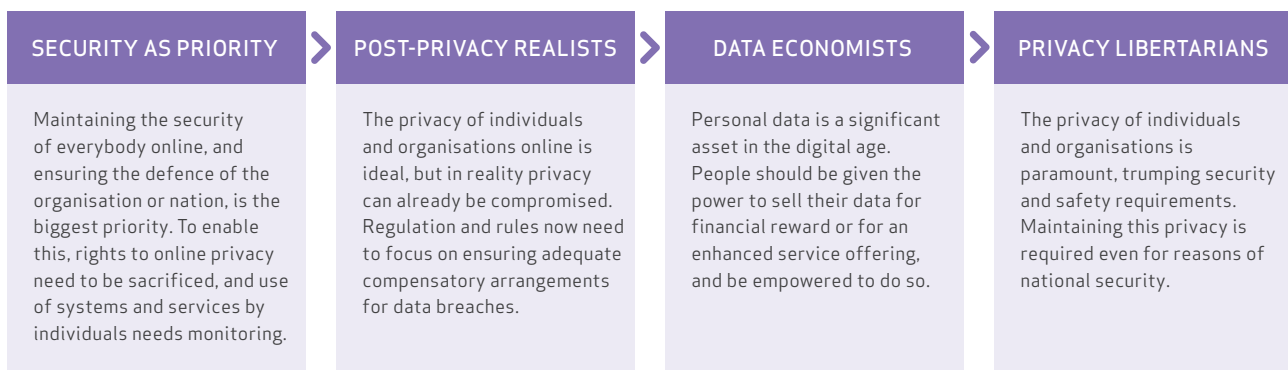 SECURITY AS PRIORITY
Maintaining the security
of everybody online, and
ensuring the defence of the
organisation or nation, is the
biggest priority. To enable
this, rights to online privacy
need to be sacrificed, and use
of systems and services by
individuals needs monitoring.
POST-PRIVACY REALISTS
The privacy of individuals
and organisations online is
ideal, but in reality privacy
can already be compromised.
Regulation and rules now need
to focus on ensuring adequate
compensatory arrangements
for data breaches.
DATA ECONOMISTS
Personal data is a significant
asset in the digital age.
People should be given the
power to sell their data for
financial reward or for an
enhanced service offering,
and be empowered to do so.
PRIVACY LIBERTARIANS
The privacy of individuals
and organisations is
paramount, trumping security
and safety requirements.
Maintaining this privacy is
required even for reasons of
national security.